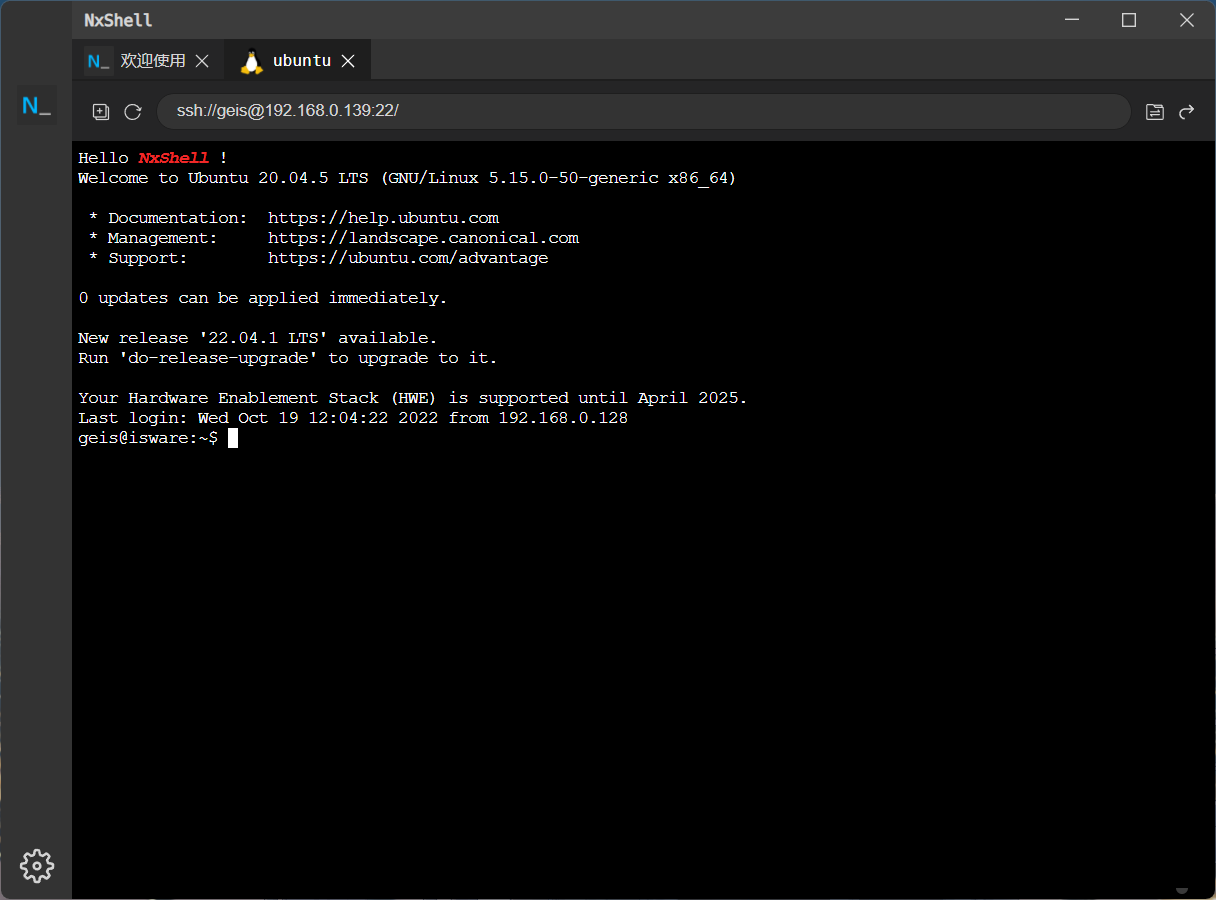 NxShell
N_ 欢迎使用 ubuntu
N_
ssh://geis@192.168.0.139:22/
Hello NxShell !
Welcome to Ubuntu 20.04.5 LTS (GNU/Linux 5.15.0-50-generic x86_64)
* Documentation:  https://help.ubuntu.com
* Management:     https://landscape.canonical.com
* Support:        https://ubuntu.com/advantage
0 updates can be applied immediately.
New release '22.04.1 LTS' available.
Run 'do-release-upgrade' to upgrade to it.
Your Hardware Enablement Stack (HWE) is supported until April 2025.
Last login: Wed Oct 19 12:04:22 2022 from 192.168.0.128
geis@isware:~$